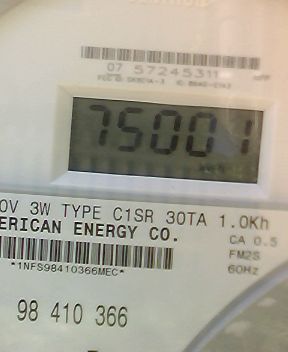 07 57245311
75001
0V 3W TYPE C1SR 30TA 1.0Kh
ERICAN ENERGY CO.
CA 0.5
FM2S
*1NFS98410366MEC*
60Hz
98 410 366